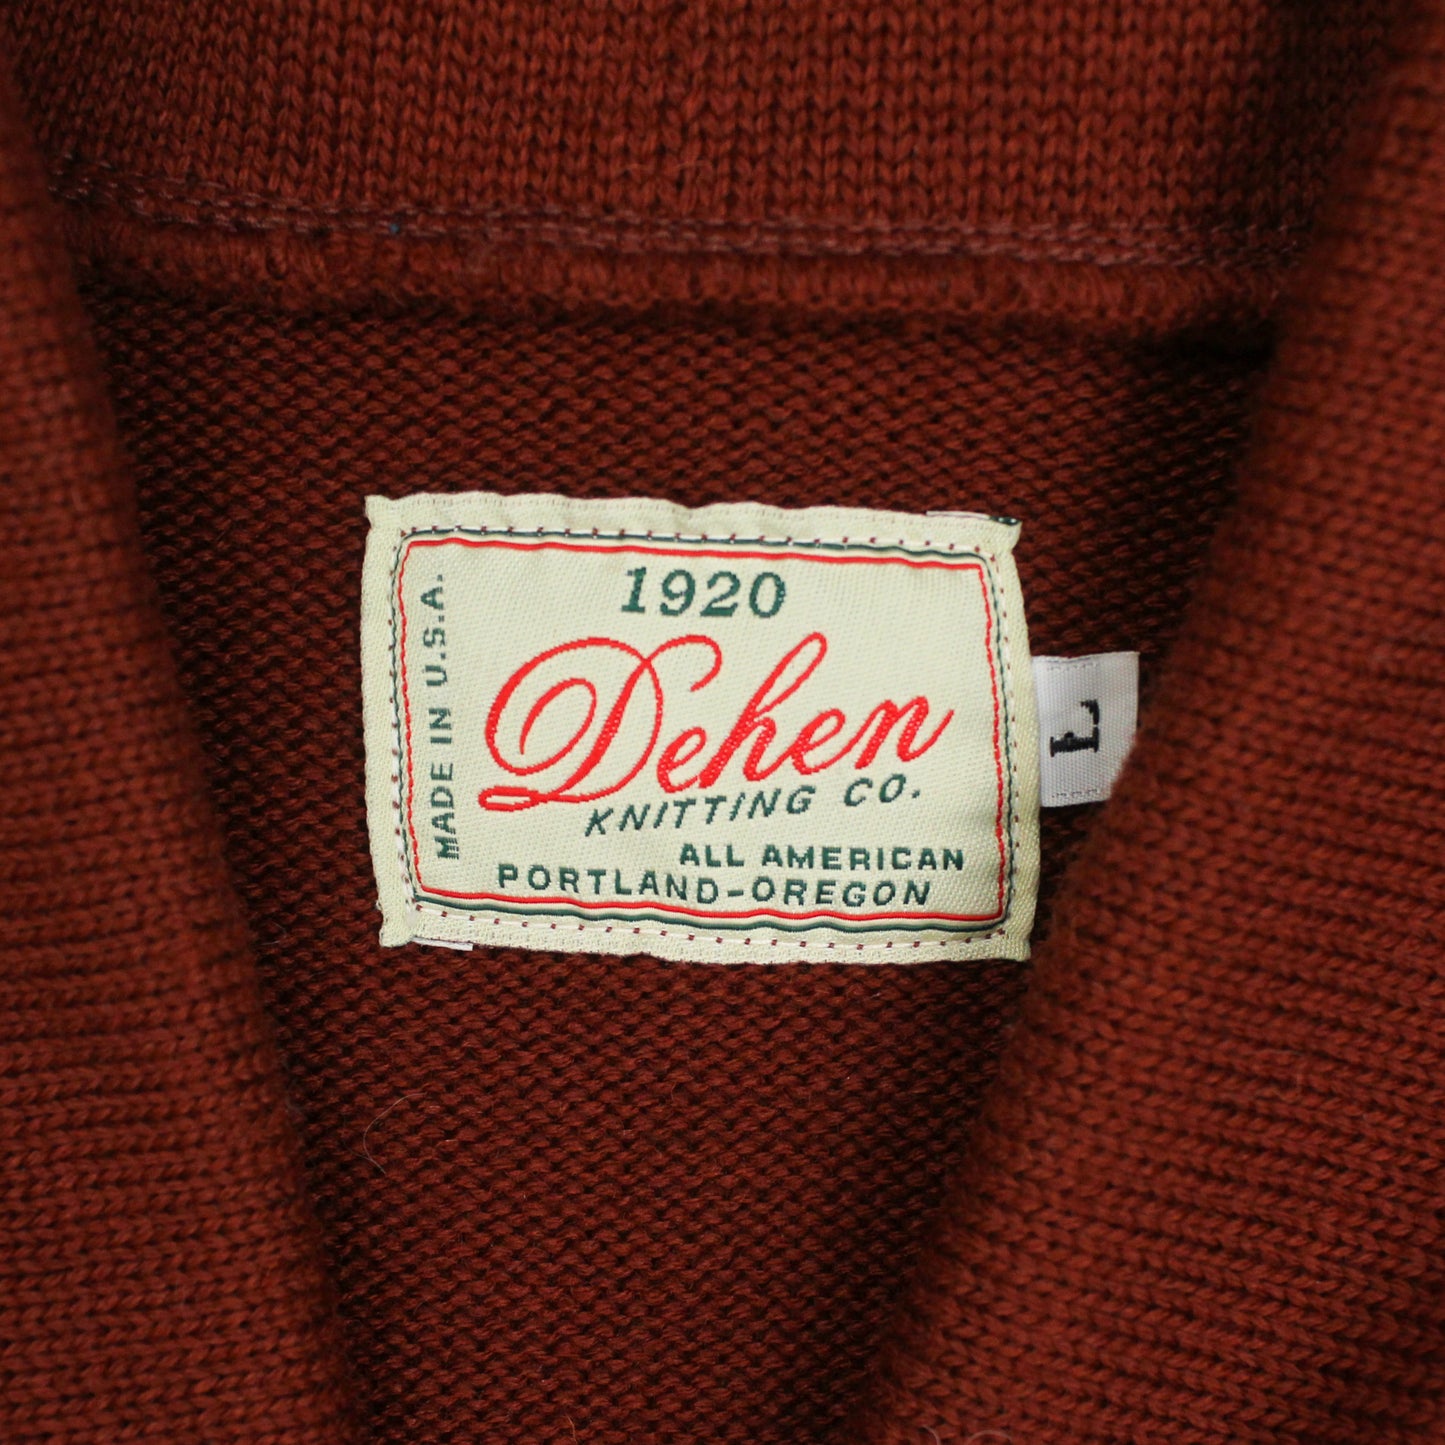 1920
Dehen
KNITTING CO.
ALL AMERICAN
PORTLAND-OREGON
MADE IN U.S.A.
L